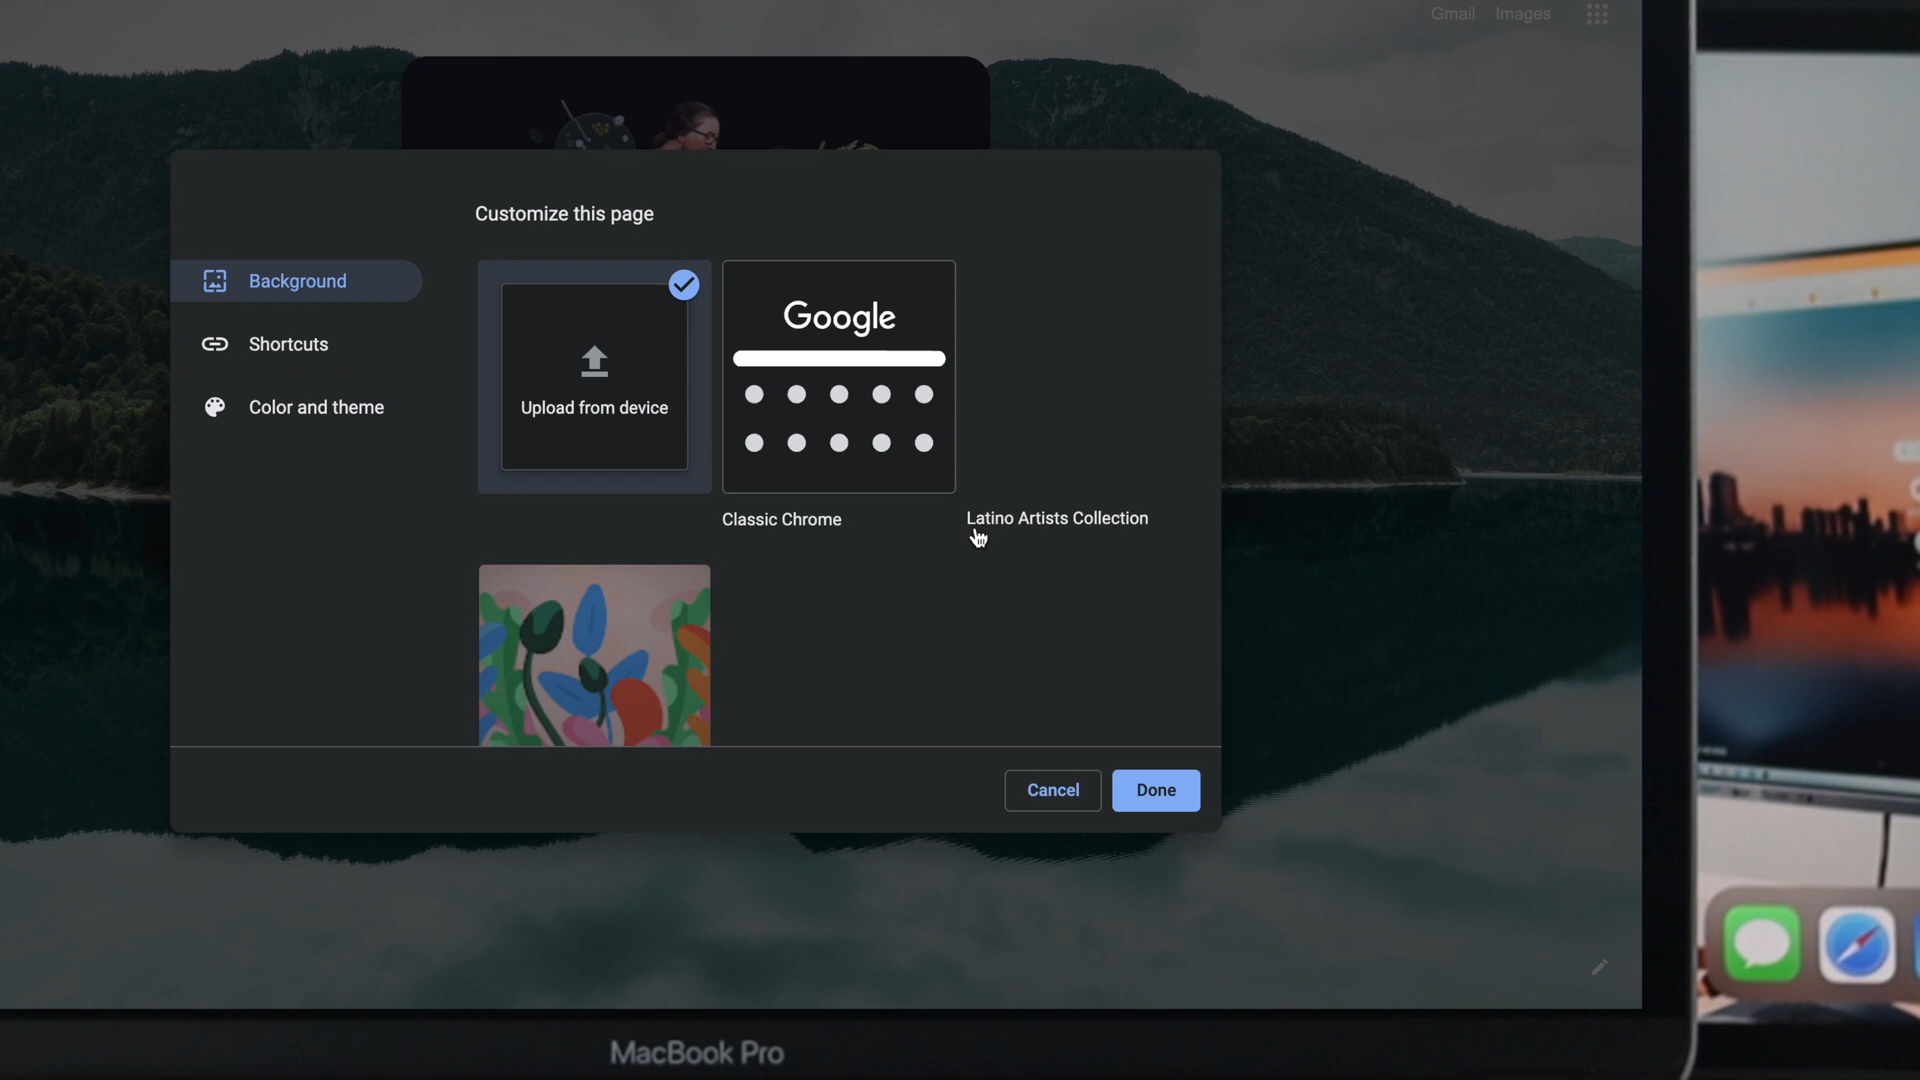 Gmail Images
Customize this page
Background
Shortcuts
Color and theme
Upload from device
Google
Classic Chrome
Latino Artists Collection
Cancel
Done
MacBook Pro